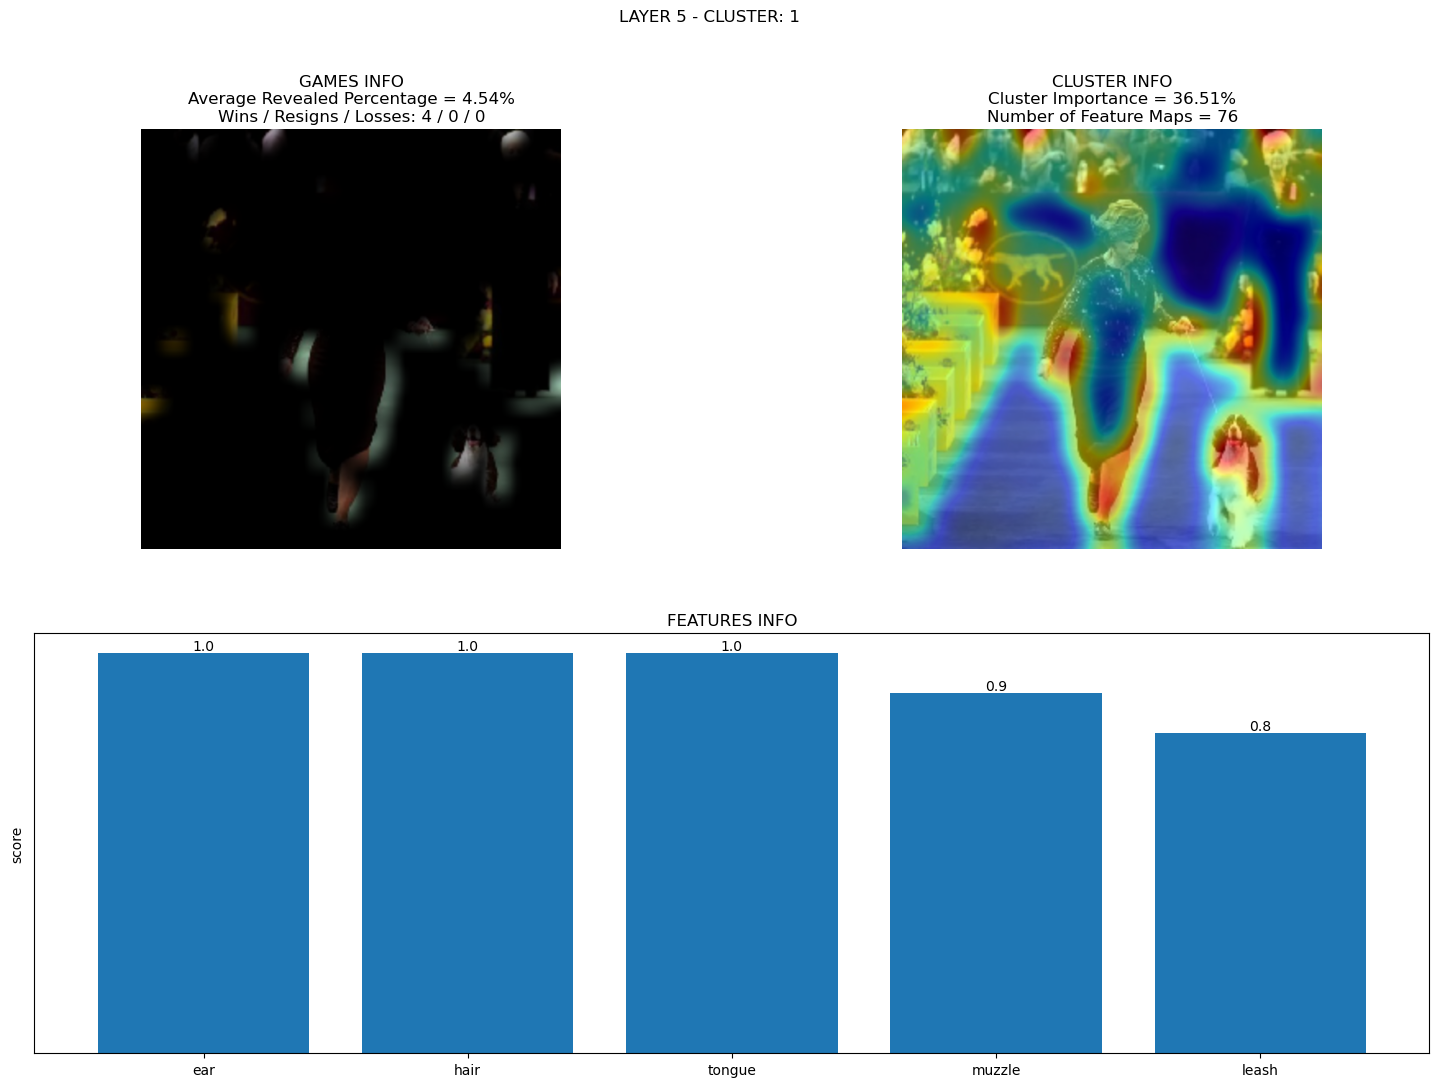 LAYER 5 - CLUSTER: 1
GAMES INFO
Average Revealed Percentage = 4.54%
Wins / Resigns / Losses: 4 / 0 / 0
CLUSTER INFO
Cluster Importance = 36.51%
Number of Feature Maps = 76
FEATURES INFO
score
1.0
1.0
1.0
0.9
0.8
ear
hair
tongue
muzzle
leash